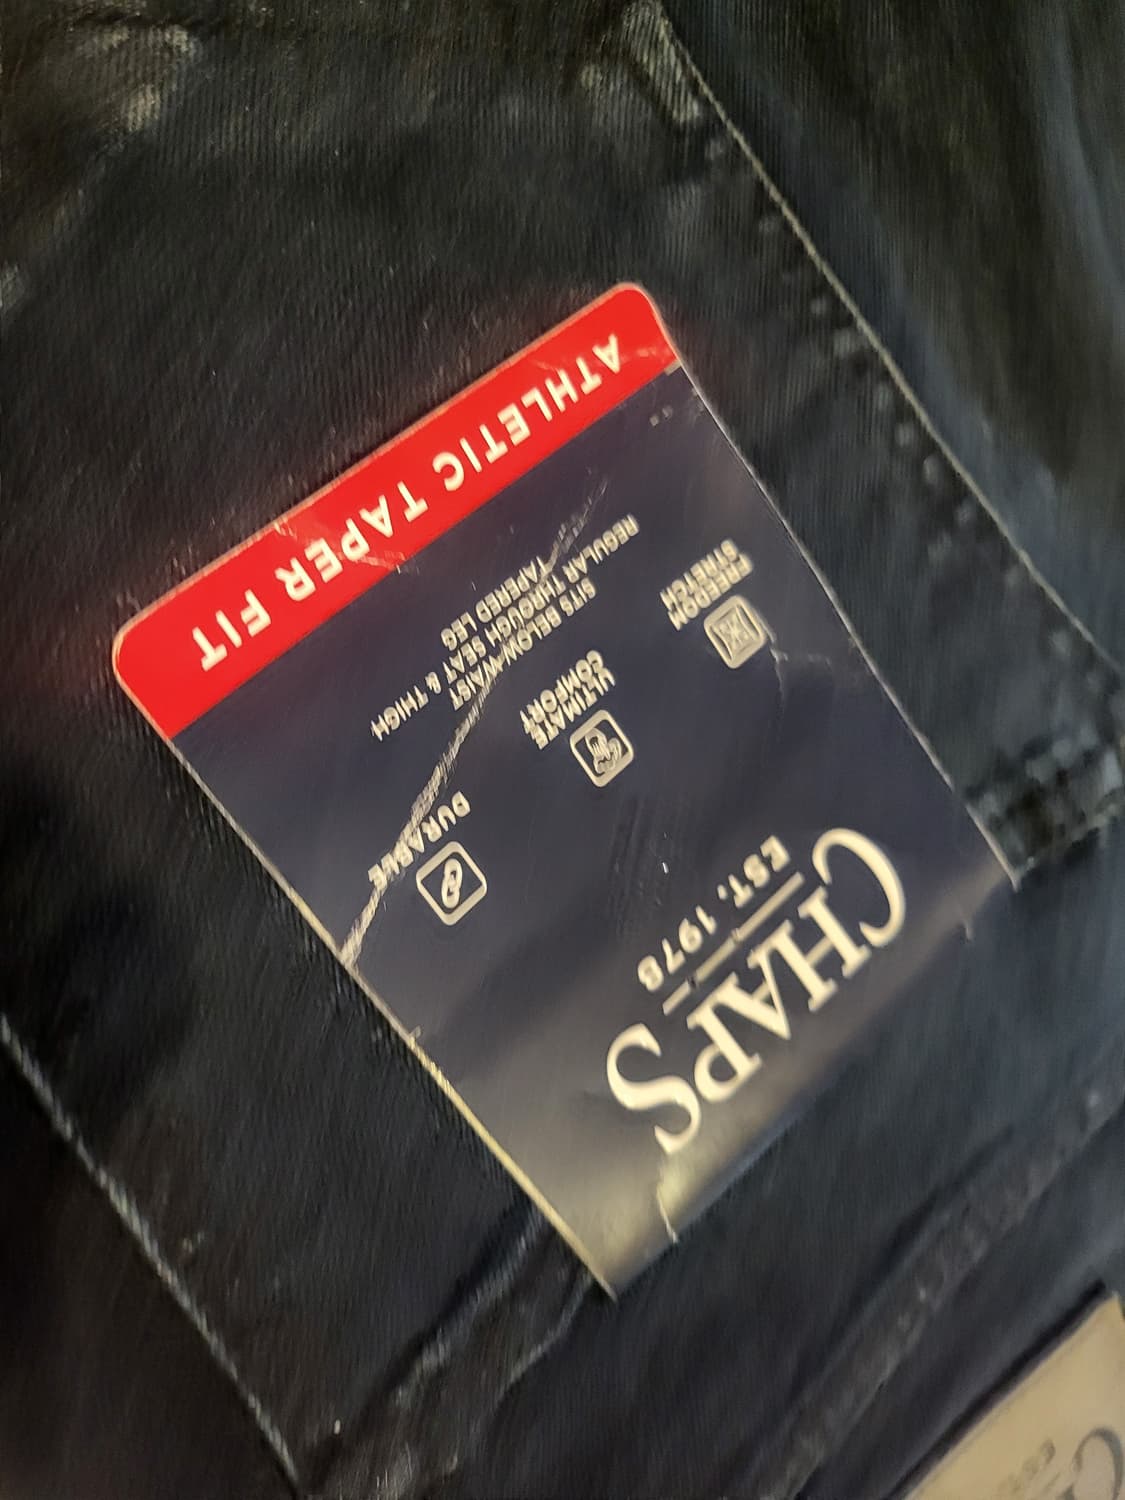 CHAPS
EST. 1978
FREEDOM
STRETCH
ULTIMATE
COMFORT
DURABLE
SITS BELOW WAIST
REGULAR THROUGH SEAT & THIGH
TAPERED LEG
ATHLETIC TAPER FIT